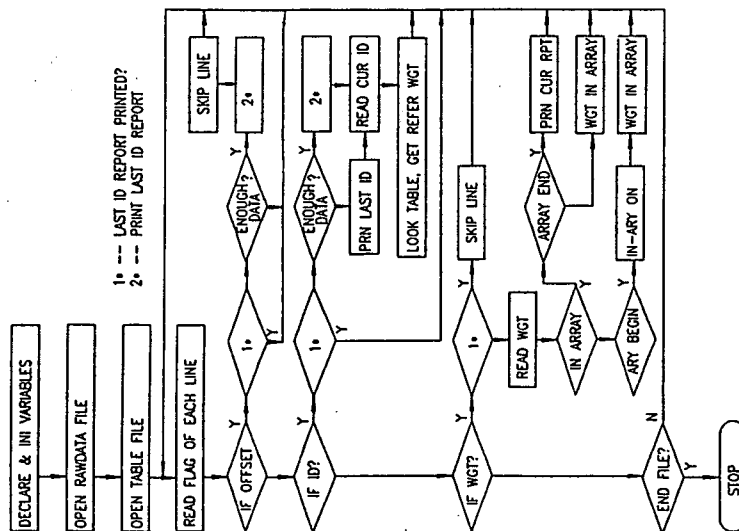 DECLARE & INI VARIABLES
OPEN RAWDATA FILE
OPEN TABLE FILE
READ FLAG OF EACH LINE
1* -- LAST ID REPORT PRINTED?
2* -- PRINT LAST ID REPORT
IF OFFSET
Y
1*
Y
ENOUGH?
DATA
Y
2*
SKIP LINE
IF ID?
Y
1*
Y
ENOUGH?
DATA
Y
2*
PRN LAST ID
READ CUR ID
LOOK TABLE, GET REFER WGT
IF WGT?
Y
1*
Y
SKIP LINE
READ WGT
IN ARRAY
Y
ARRAY END
Y
PRN CUR RPT
WGT IN ARRAY
ARY BEGIN
Y
IN-ARY ON
WGT IN ARRAY
END FILE?
N
Y
STOP